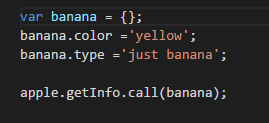 var banana = {};
banana.color ='yellow';
banana.type ='just banana';
apple.getInfo.call(banana);